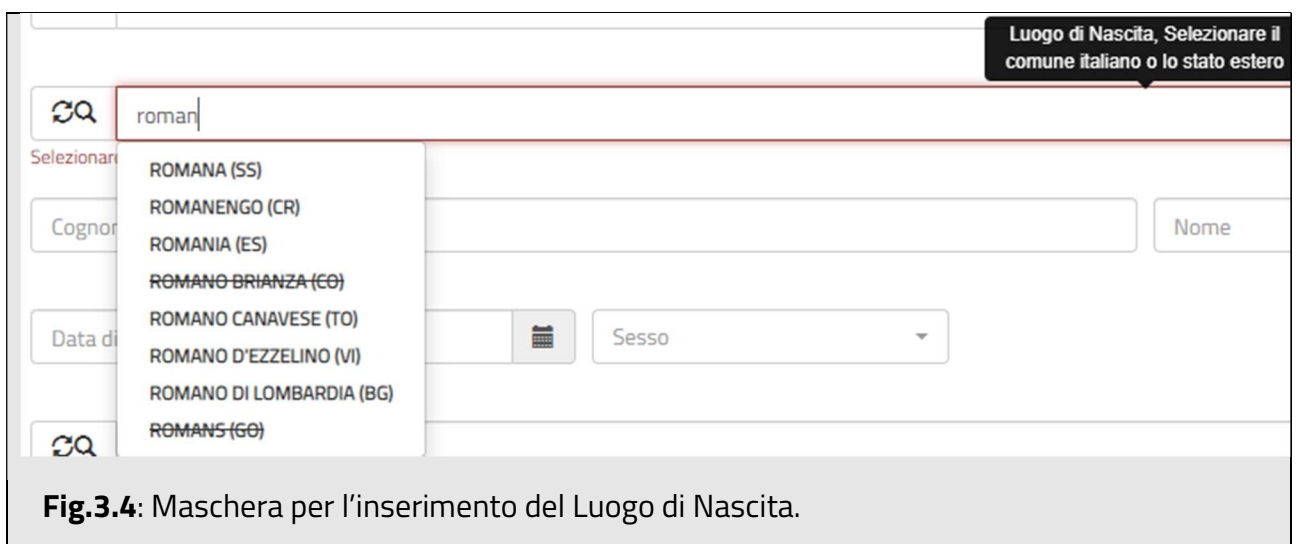 Luogo di Nascita, Selezionare il
comune italiano o lo stato estero
roman
ROMANA (SS)
ROMANENGO (CR)
ROMANIA (ES)
ROMANO BRIANZA (CO)
ROMANO CANAVESE (TO)
ROMANO D'EZZELINO (VI)
ROMANO DI LOMBARDIA (BG)
ROMANS (GO)
Nome
Data di
Sesso
Fig.3.4: Maschera per l’inserimento del Luogo di Nascita.